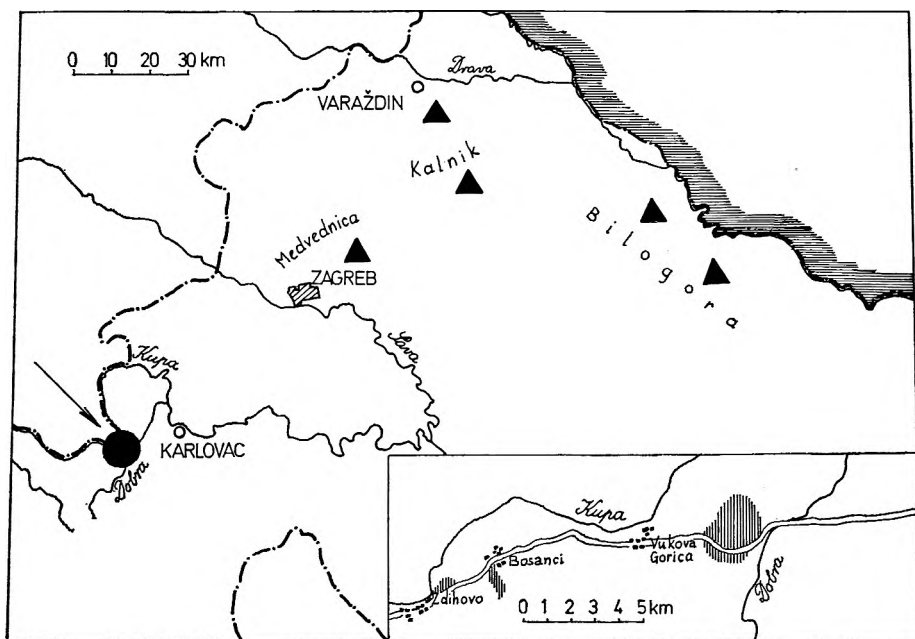 0 10 20 30 km
Drava
VARAŽDIN
Kalnik
Bilogora
Medvednica
ZAGREB
Sava
Kupa
KARLOVAC
Dobra
Kupa
Vukova
Gorica
Bosanci
Zdihovo
Dobra
0 1 2 3 4 5 km